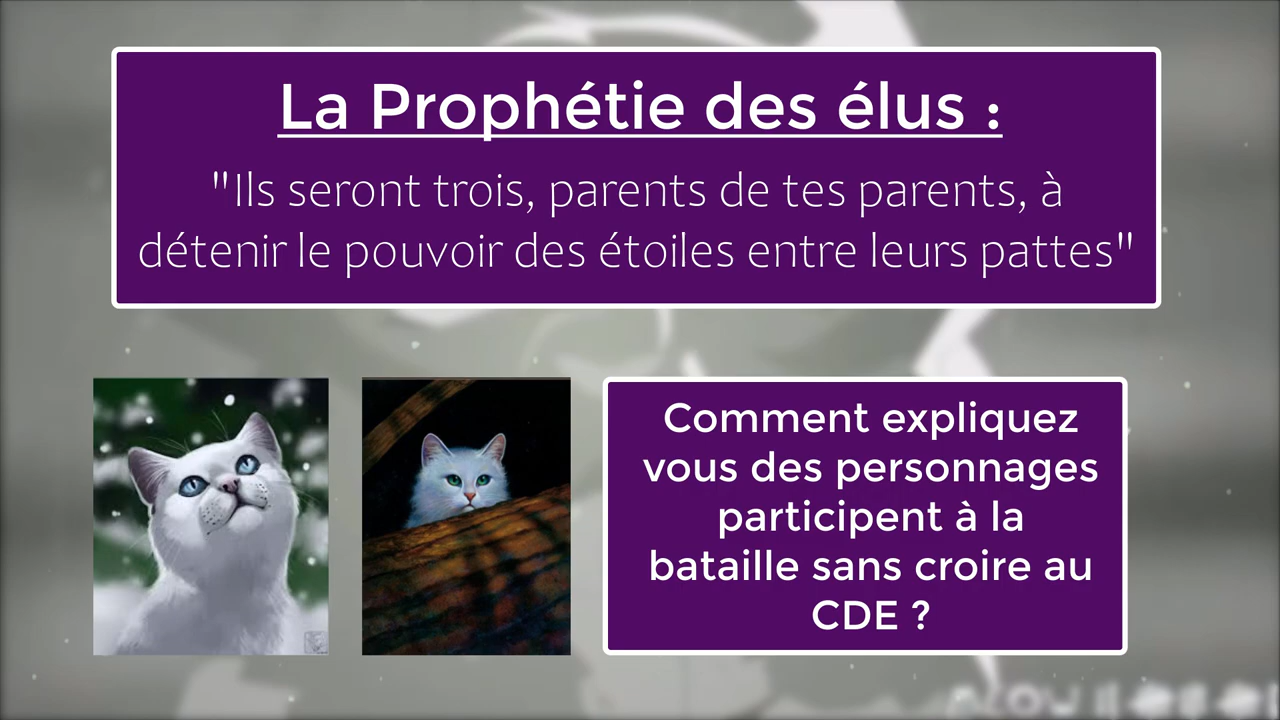 La Prophétie des élus :
"Ils seront trois, parents de tes parents, à
détenir le pouvoir des étoiles entre leurs pattes"
Comment expliquez
vous des personnages
participent à la
bataille sans croire au
CDE ?